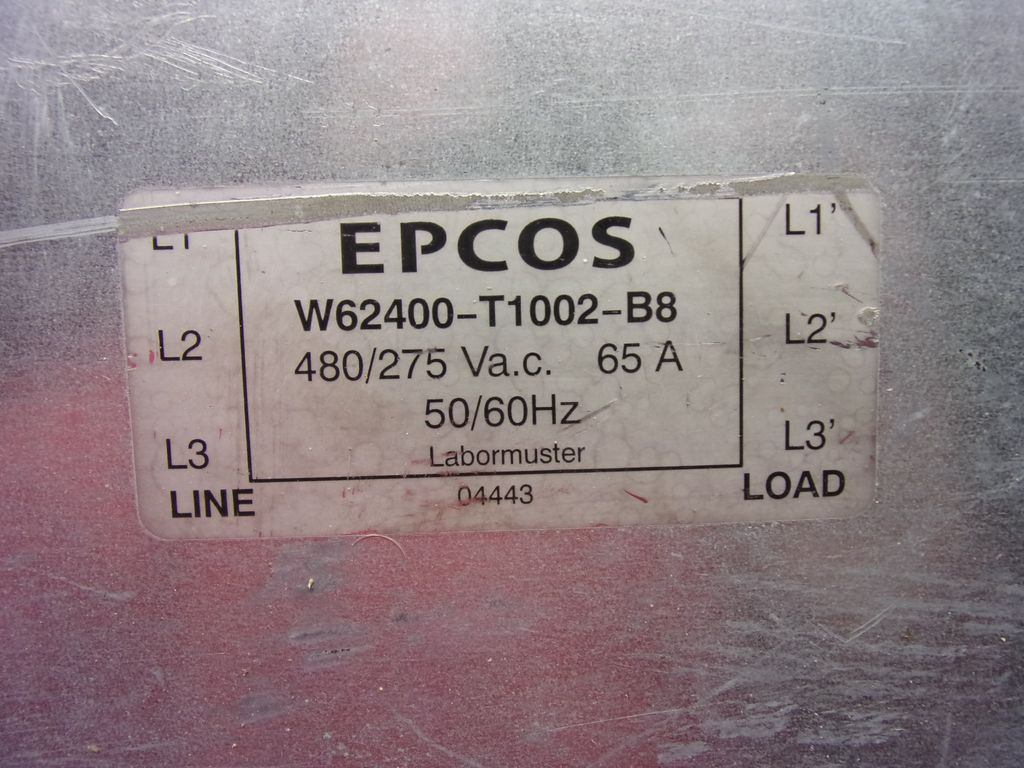 EPCOS
W62400-T1002-B8
480/275 Va.c. 65 A
50/60Hz
Labormuster
04443
L1
L2
L3
LINE
L1'
L2'
L3'
LOAD